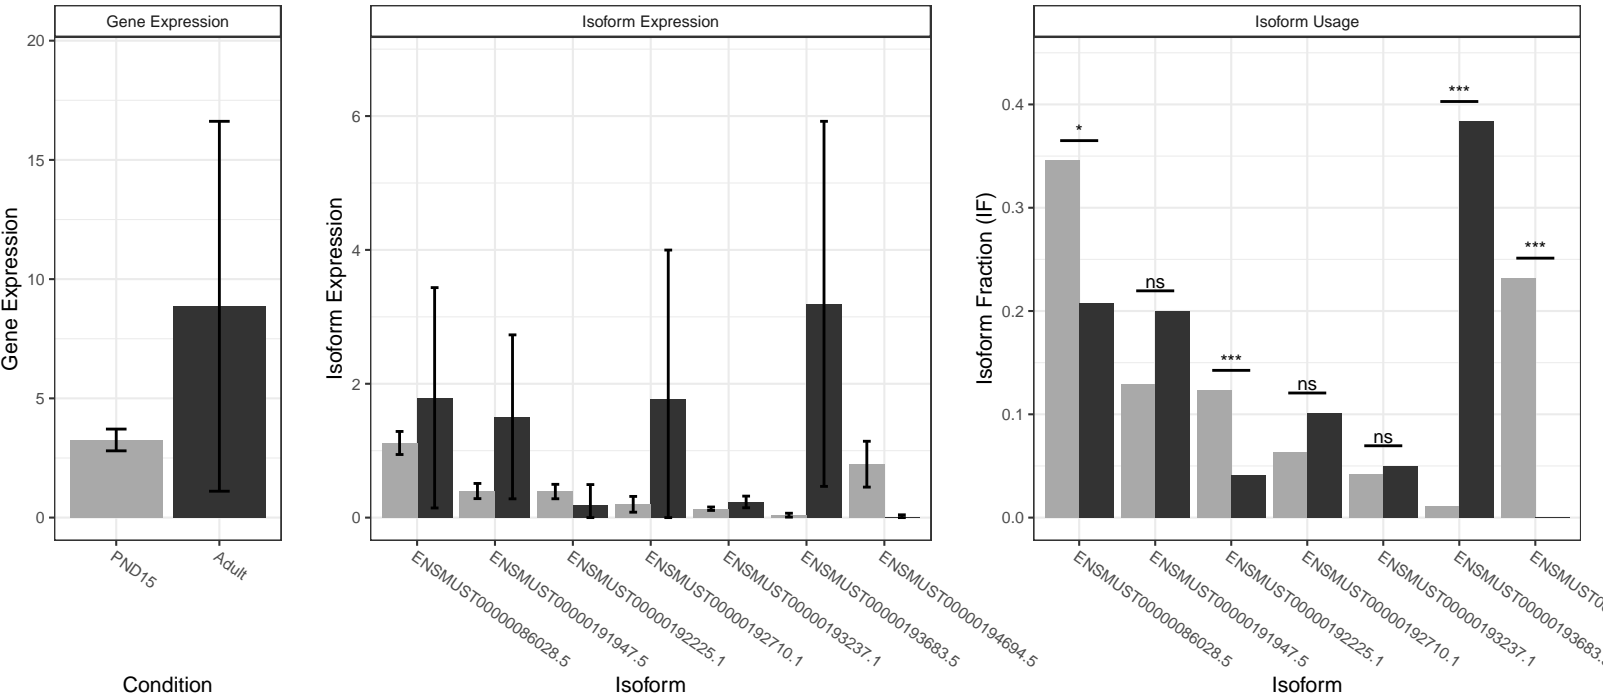 Gene Expression
Isoform Expression
Isoform Usage
Gene Expression
20
15
10
5
0
PND15
Adult
Condition
Isoform Expression
6
4
2
0
ENSMUST0000086028.5
ENSMUST00000191947.5
ENSMUST00000192225.1
ENSMUST00000192710.1
ENSMUST00000193237.1
ENSMUST00000193683.5
ENSMUST00000194694.5
Isoform
Isoform Fraction (IF)
0.4
0.3
0.2
0.1
0.0
*
ns
***
ns
ns
***
***
ENSMUST0000086028.5
ENSMUST00000191947.5
ENSMUST00000192225.1
ENSMUST00000192710.1
ENSMUST00000193237.1
ENSMUST00000193683.
Isoform